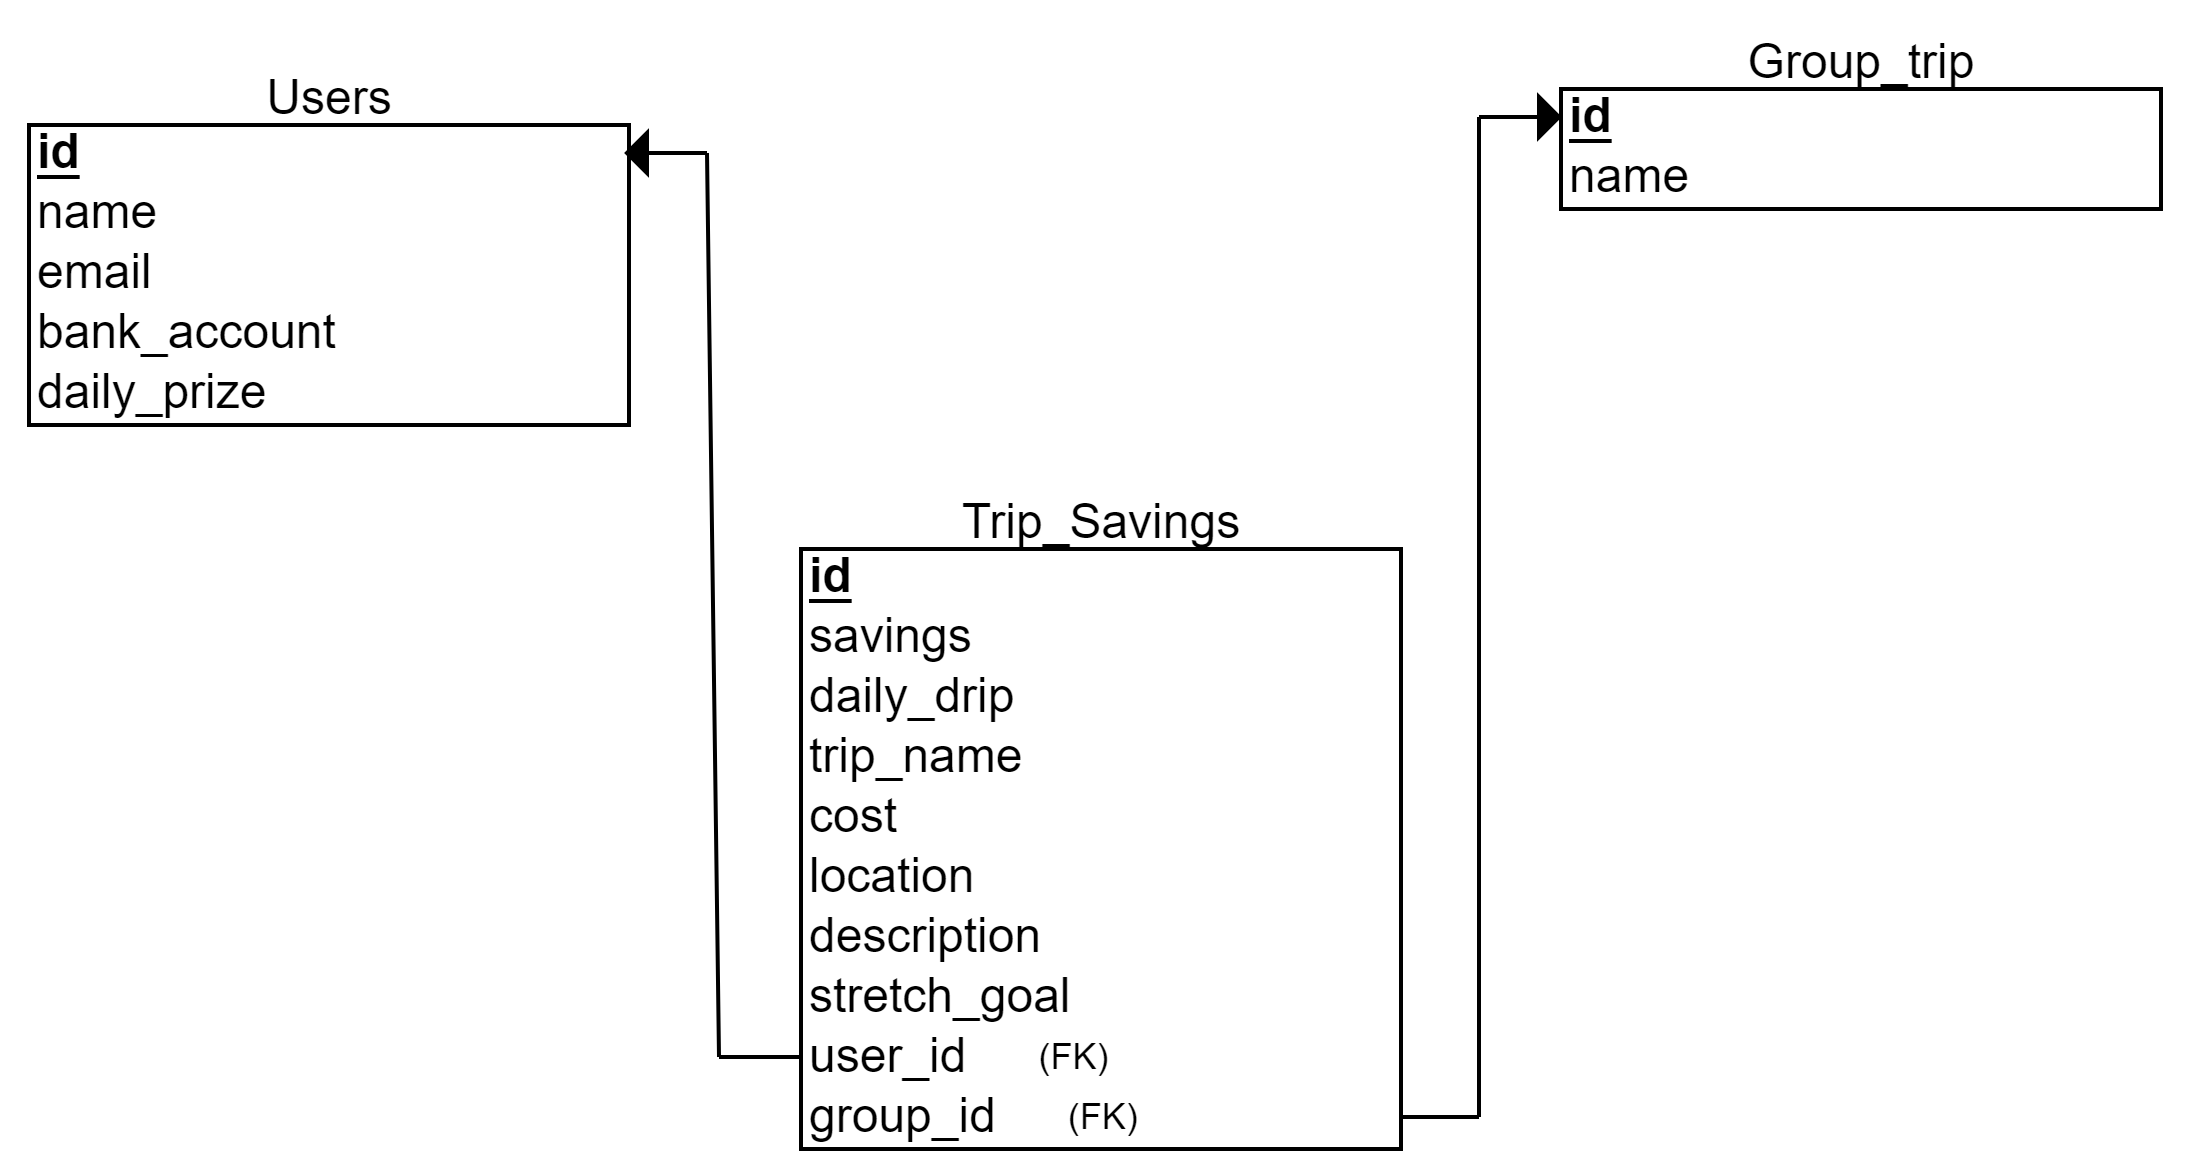 Users
id
name
email
bank_account
daily_prize
Group_trip
id
name
Trip_Savings
id
savings
daily_drip
trip_name
cost
location
description
stretch_goal
user_id (FK)
group_id (FK)